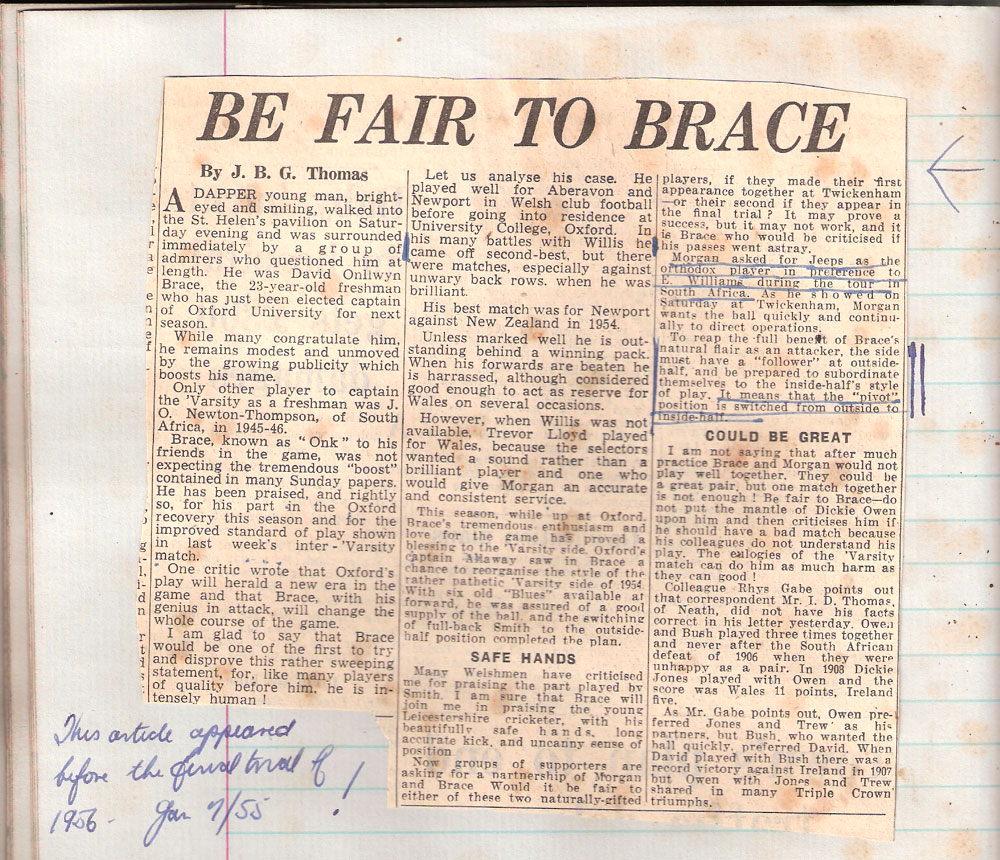 BE FAIR TO BRACE
By J. B. G. Thomas
A DAPPER young man, bright-
eyed and smiling, walked into
the St. Helen's pavilion on Satur-
day evening and was surrounded
immediately by a group of
admirers who questioned him at
length. He was David Onllwyn
Brace, the 23-year-old freshman
who has just been elected captain
of Oxford University for next
season.
While many congratulate him,
he remains modest and unmoved
by the growing publicity which
boosts his name.
Only other player to captain
the 'Varsity as a freshman was J.
O. Newton-Thompson, of South
Africa, in 1945-46.
Brace, known as "Onk" to his
friends in the game, was not
expecting the tremendous "boost"
contained in many Sunday papers.
He has been praised, and rightly
so, for his part in the Oxford
recovery this season and for the
improved standard of play shown
in last week's inter-'Varsity
match.
One critic wrote that Oxford's
play will herald a new era in the
game and that Brace, with his
genius in attack, will change the
whole course of the game.
I am glad to say that Brace
would be one of the first to try
and disprove this rather sweeping
statement, for, like many players
of quality before him, he is in-
tensely human !
Let us analyse his case. He
played well for Aberavon and
Newport in Welsh club football
before going into residence at
University College, Oxford. In
his many battles with Willis he
came off second-best, but there
were matches, especially against
unwary back rows, when he was
brilliant.
His best match was for Newport
against New Zealand in 1954.
Unless marked well he is out-
standing behind a winning pack.
When his forwards are beaten he
is harrassed, although considered
good enough to act as reserve for
Wales on several occasions.
However, when Willis was not
available, Trevor Lloyd played
for Wales, because the selectors
wanted a sound rather than a
brilliant player and one who
would give Morgan an accurate
and consistent service.
This season, while up at Oxford,
Brace's tremendous enthusiasm and
love for the game has proved a
blessing to the 'Varsity side. Oxford's
captain Allaway saw in Brace a
chance to reorganise the style of the
rather pathetic 'Varsity side of 1954.
With six old "Blues" available at
forward, he was assured of a good
supply of the ball, and the switching
of full-back Smith to the outside-
half position completed the plan.
SAFE HANDS
Many Welshmen have criticised
me for praising the part played by
Smith. I am sure that Brace will
join me in praising the young
Leicestershire cricketer, with his
beautifully safe hands, long
accurate kick, and uncanny sense of
position
Now groups of supporters are
asking for a partnership of Morgan
and Brace Would it be fair to
either of these two naturally-gifted
players, if they made their first
appearance together at Twickenham
—or their second if they appear in
the final trial ? It may prove a
success, but it may not work, and it
is Brace who would be criticised if
his passes went astray.
Morgan asked for Jeeps as the
orthodox player in preference to
E. Williams during the tour in
South Africa. As he showed on
Saturday at Twickenham, Morgan
wants the ball quickly and continu-
ally to direct operations.
To reap the full benefit of Brace's
natural flair as an attacker, the side
must have a "follower" at outside-
half, and be prepared to subordinate
themselves to the inside-half's style
of play. It means that the "pivot"
position is switched from outside to
inside-half.
COULD BE GREAT
I am not saying that after much
practice Brace and Morgan would not
play well together. They could be
a great pair, but one match together
is not enough ! Be fair to Brace—do
not put the mantle of Dickie Owen
upon him and then criticises him if
he should have a bad match because
his colleagues do not understand his
play. The eulogies of the 'Varsity
match can do him as much harm as
they can good !
Colleague Rhys Gabe points out
that correspondent Mr. I. D. Thomas,
of Neath, did not have his facts
correct in his letter yesterday. Owen
and Bush played three times together
and never after the South African
defeat of 1906 when they were
unhappy as a pair. In 1908 Dickie
Jones played with Owen and the
score was Wales 11 points, Ireland
five.
As Mr. Gabe points out, Owen pre-
ferred Jones and Trew as his
partners, but Bush, who wanted the
ball quickly, preferred David. When
David played with Bush there was a
record victory against Ireland in 1907
but Owen with Jones and Trew
shared in many Triple Crown
triumphs.
This article appeared
before the final trial of
1956 - Jan 7/55 !